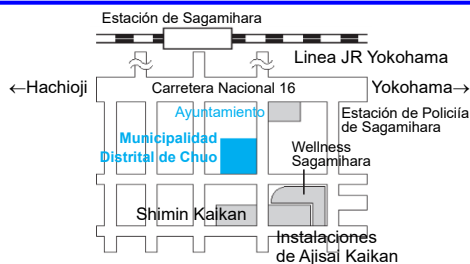 Estación de Sagamihara
Linea JR Yokohama
←Hachioji
Carretera Nacional 16
Yokohama→
Ayuntamiento
Estación de Policiía
de Sagamihara
Municipalidad
Distrital de Chuo
Wellness
Sagamihara
Shimin Kaikan
Instalaciones
de Ajisai Kaikan